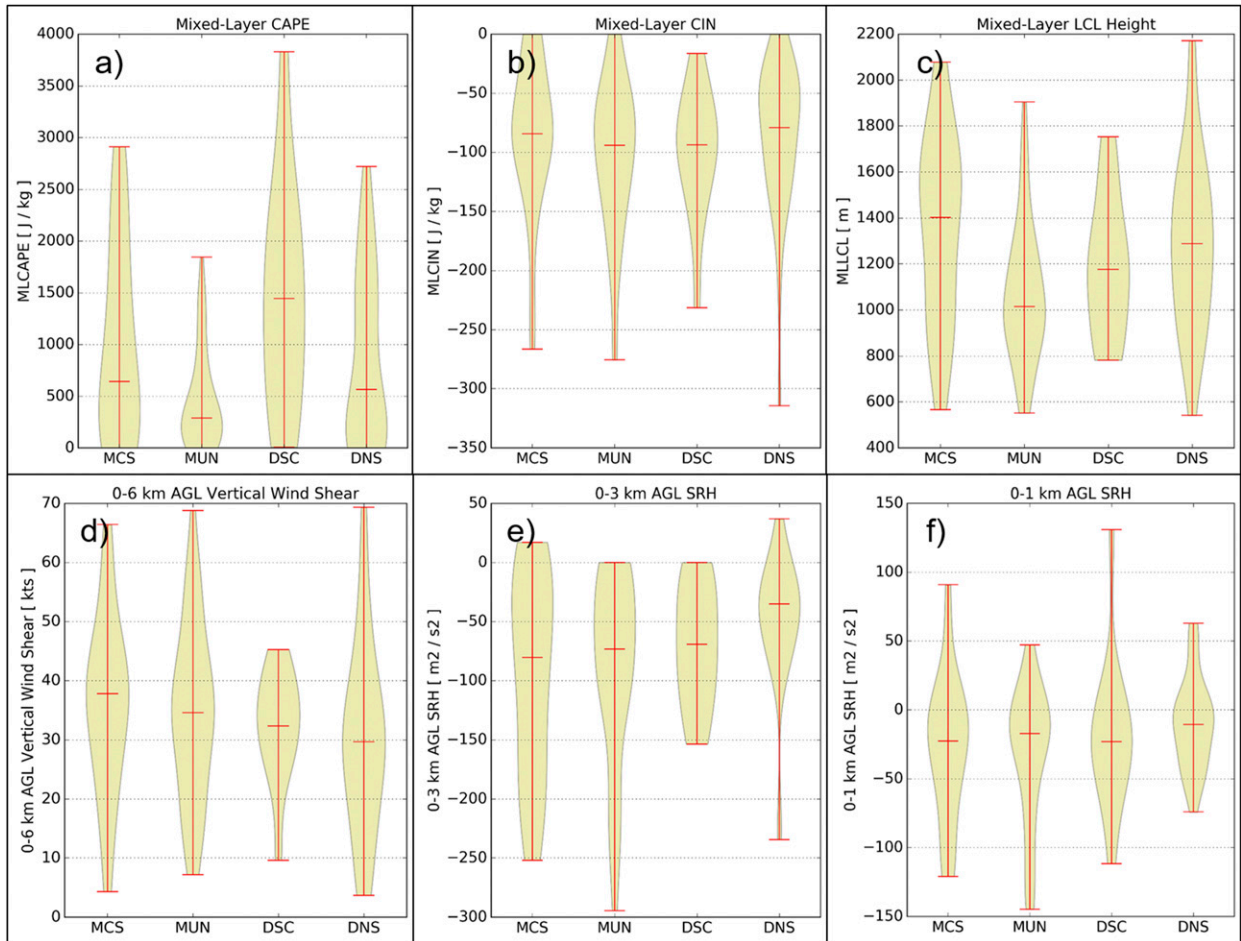 Mixed-Layer CAPE
a)
MLCAPE [ J / kg ]
4000
3500
3000
2500
2000
1500
1000
500
0
MCS MUN DSC DNS
Mixed-Layer CIN
b)
MLCIN [ J / kg ]
0
−50
−100
−150
−200
−250
−300
−350
MCS MUN DSC DNS
Mixed-Layer LCL Height
c)
MLLCL [ m ]
2200
2000
1800
1600
1400
1200
1000
800
600
400
MCS MUN DSC DNS
0-6 km AGL Vertical Wind Shear
d)
0-6 km AGL Vertical Wind Shear [ kts ]
70
60
50
40
30
20
10
0
MCS MUN DSC DNS
0-3 km AGL SRH
e)
0-3 km AGL SRH [ m2 / s2 ]
50
0
−50
−100
−150
−200
−250
−300
MCS MUN DSC DNS
0-1 km AGL SRH
f)
0-1 km AGL SRH [ m2 / s2 ]
150
100
50
0
−50
−100
−150
MCS MUN DSC DNS